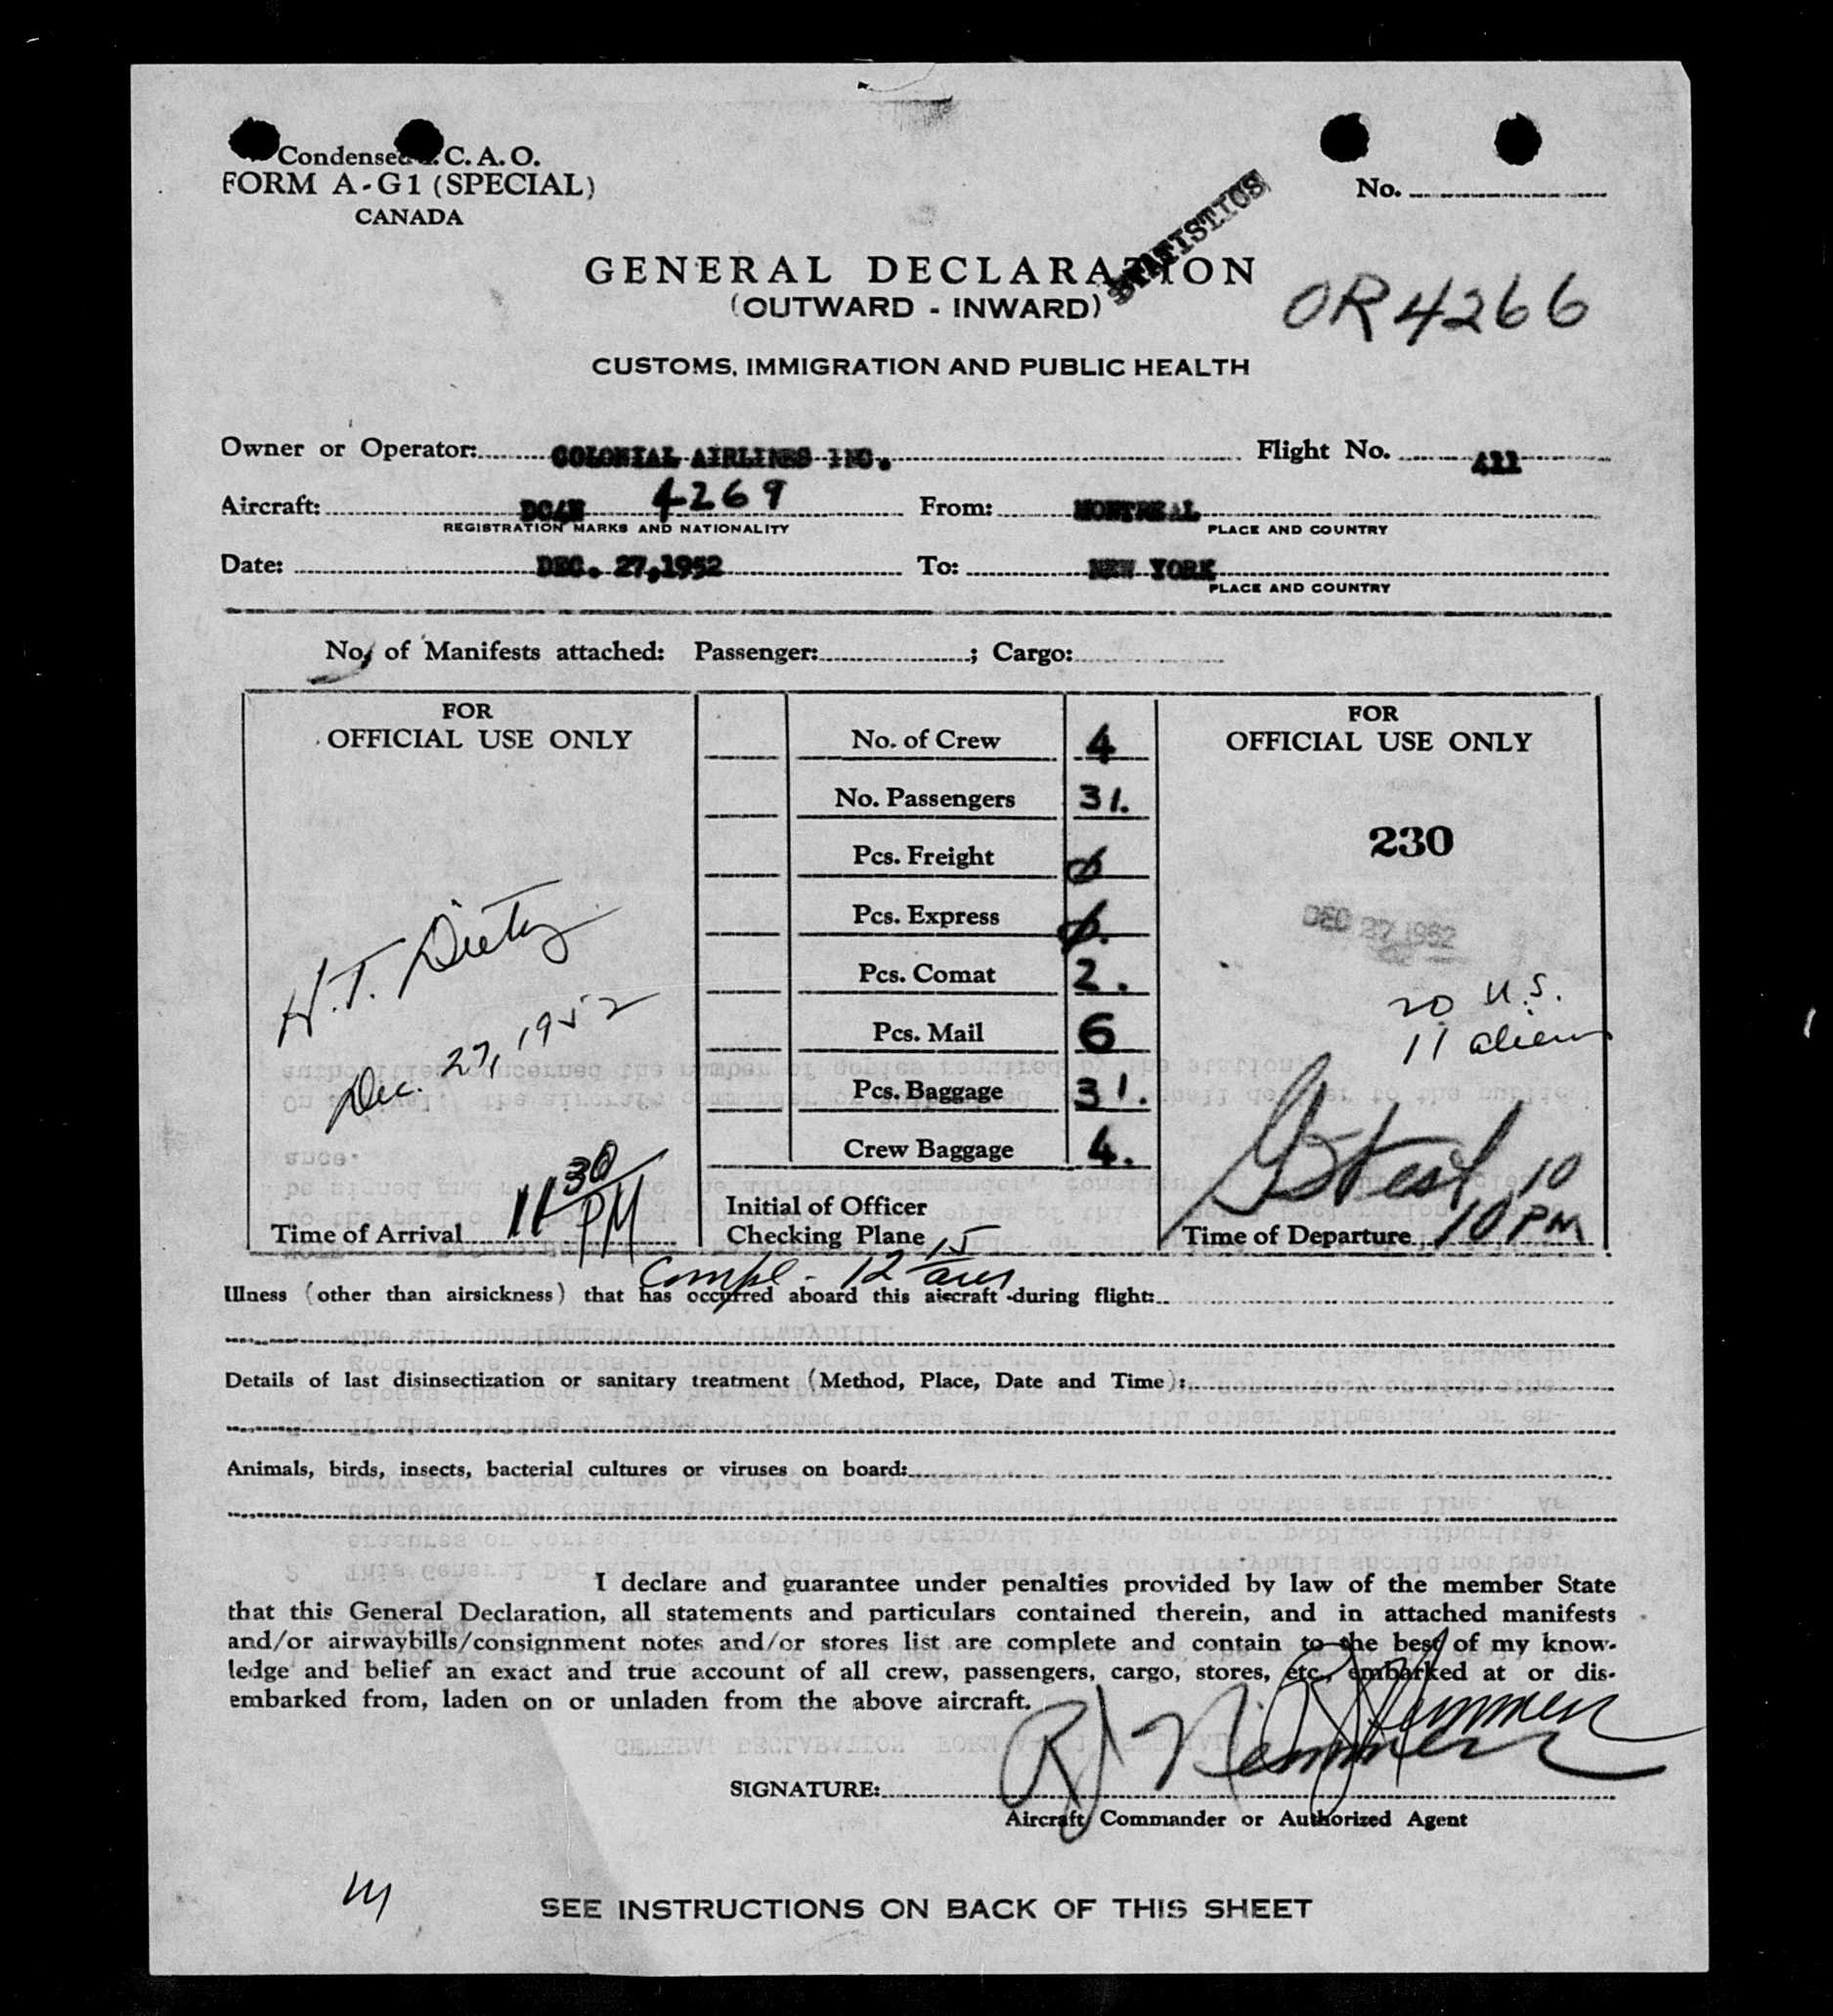 Condensed I.C.A.O.
FORM A-G1 (SPECIAL)
CANADA
No.
STATISTICS
GENERAL DECLARATION
(OUTWARD - INWARD)
OR 4266
CUSTOMS, IMMIGRATION AND PUBLIC HEALTH
Owner or Operator: COLONIAL AIRLINES INC. Flight No. 411
Aircraft: DC4N 4269 From: MONTREAL
REGISTRATION MARKS AND NATIONALITY PLACE AND COUNTRY
Date: DEC. 27, 1952 To: NEW YORK
PLACE AND COUNTRY
No. of Manifests attached: Passenger: ; Cargo:
FOR
OFFICIAL USE ONLY
H.T.
Dec. 27, 1952
Time of Arrival 11 30 PM
No. of Crew 4
No. Passengers 31.
Pcs. Freight 0
Pcs. Express 0.
Pcs. Comat 2.
Pcs. Mail 6
Pcs. Baggage 31.
Crew Baggage 4.
Initial of Officer
Checking Plane
FOR
OFFICIAL USE ONLY
230
DEC 27 1952
20 U.S.
11 aliens
10
Time of Departure 10 PM
Compl. - 12 15
Illness (other than airsickness) that has occurred aboard this aircraft during flight:
Details of last disinsectization or sanitary treatment (Method, Place, Date and Time):
Animals, birds, insects, bacterial cultures or viruses on board:
I declare and guarantee under penalties provided by law of the member State
that this General Declaration, all statements and particulars contained therein, and in attached manifests
and/or airwaybills/consignment notes and/or stores list are complete and contain to the best of my know-
ledge and belief an exact and true account of all crew, passengers, cargo, stores, etc., embarked at or dis-
embarked from, laden on or unladen from the above aircraft.
SIGNATURE:
Aircraft Commander or Authorized Agent
SEE INSTRUCTIONS ON BACK OF THIS SHEET